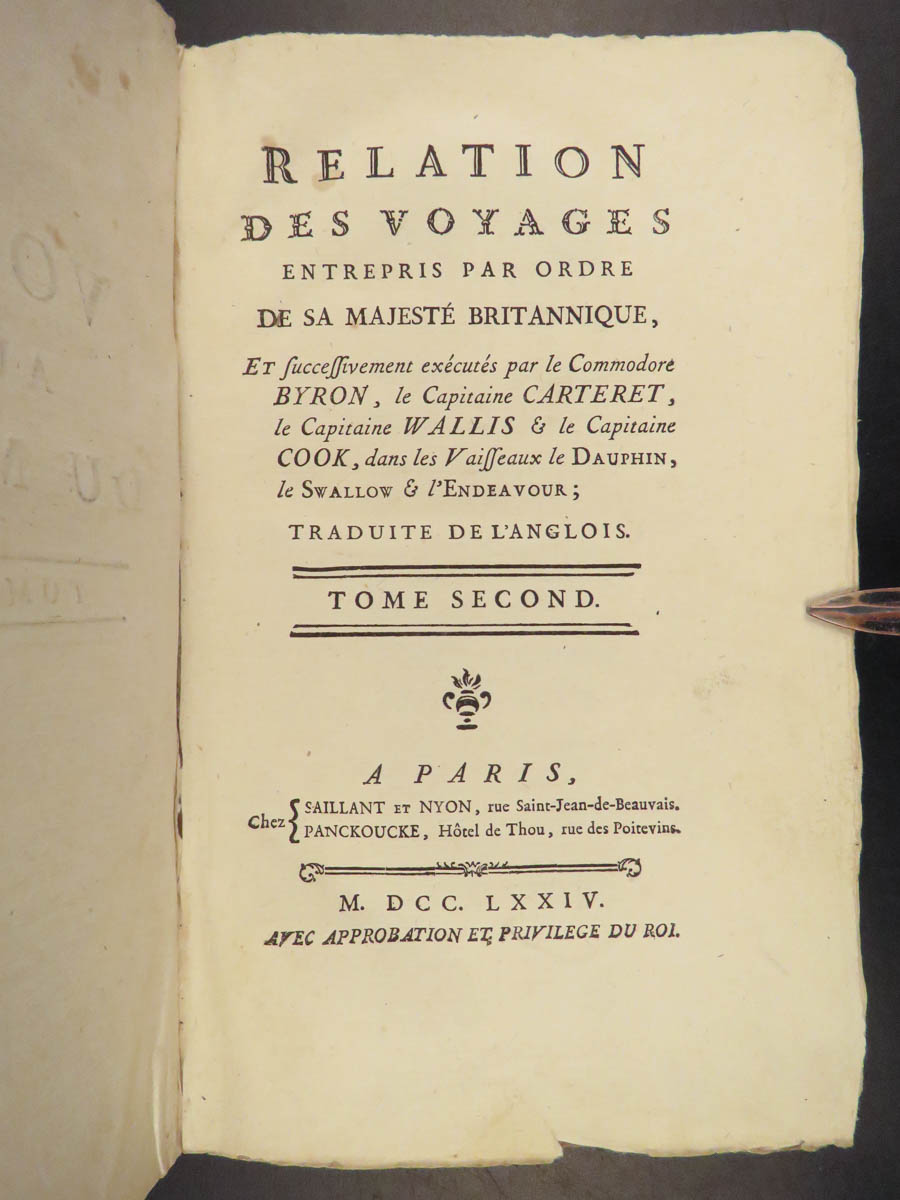 RELATION
DES VOYAGES
ENTREPRIS PAR ORDRE
DE SA MAJESTÉ BRITANNIQUE,
ET ſucceſſivement exécutés par le Commodore
BYRON, le Capitaine CARTERET,
le Capitaine WALLIS & le Capitaine
COOK, dans les Vaiſſeaux le DAUPHIN,
le SWALLOW & l'ENDEAVOUR;
TRADUITE DE L'ANGLOIS.
TOME SECOND.
A PARIS,
Chez { SAILLANT ET NYON, rue Saint-Jean-de-Beauvais.
PANCKOUCKE, Hôtel de Thou, rue des Poitevins.
M. DCC. LXXIV.
AVEC APPROBATION ET PRIVILEGE DU ROI.